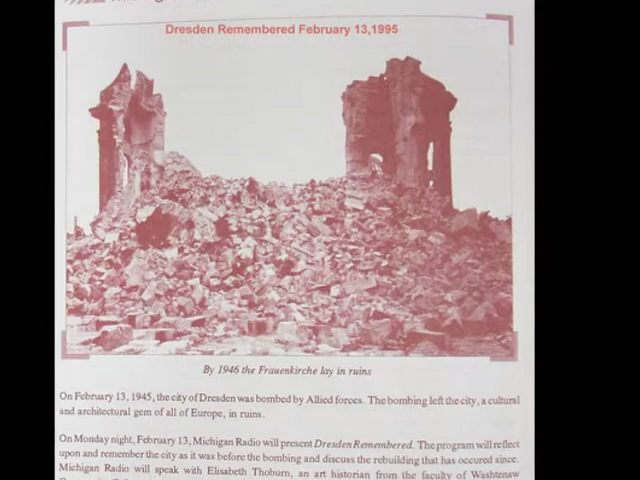 Dresden Remembered February 13,1995
By 1946 the Frauenkirche lay in ruins
On February 13, 1945, the city of Dresden was bombed by Allied forces. The bombing left the city, a cultural
and architectural gem of all of Europe, in ruins.
On Monday night, February 13, Michigan Radio will present Dresden Remembered. The program will reflect
upon and remember the city as it was before the bombing and discuss the rebuilding that has occured since.
Michigan Radio will speak with Elisabeth Thoburn, an art historian from the faculty of Washtenaw